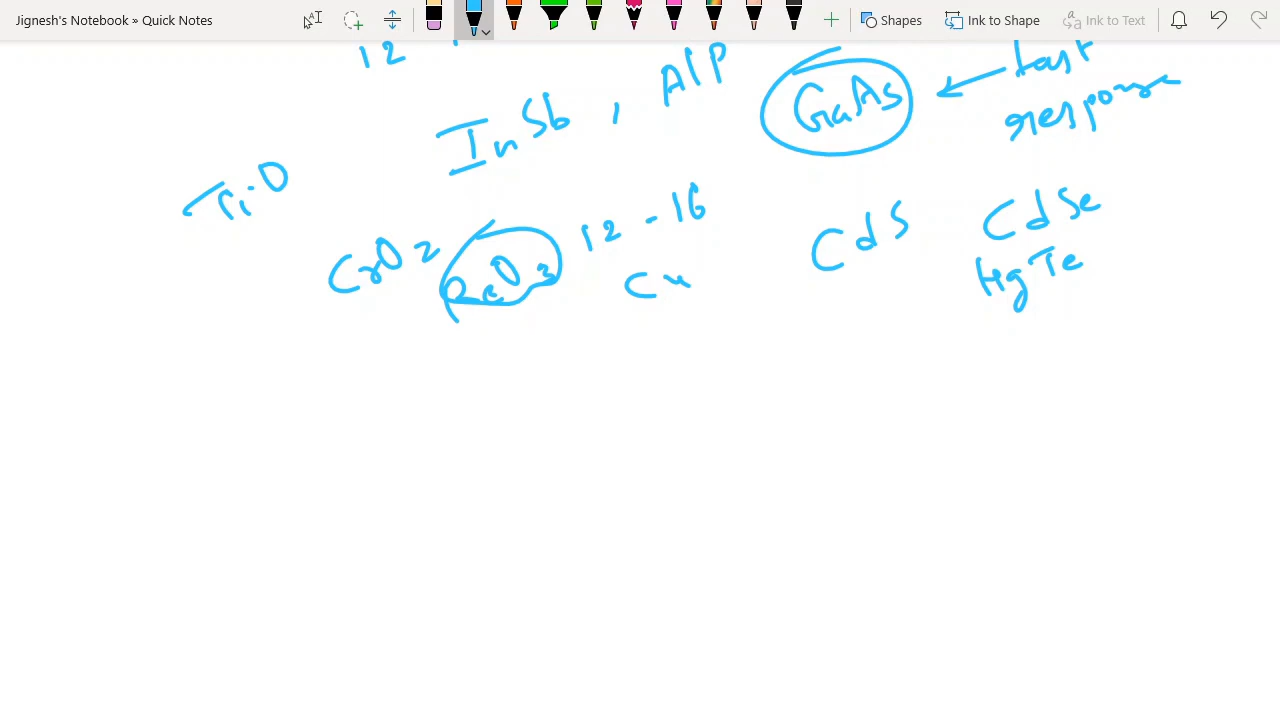 Jignesh's Notebook » Quick Notes
Shapes
Ink to Shape
Ink to Text
12
InSb , AlP GaAs ← fast response
TiO
CrO2 ReO3 12-16 CdS CdSe
Cu HgTe